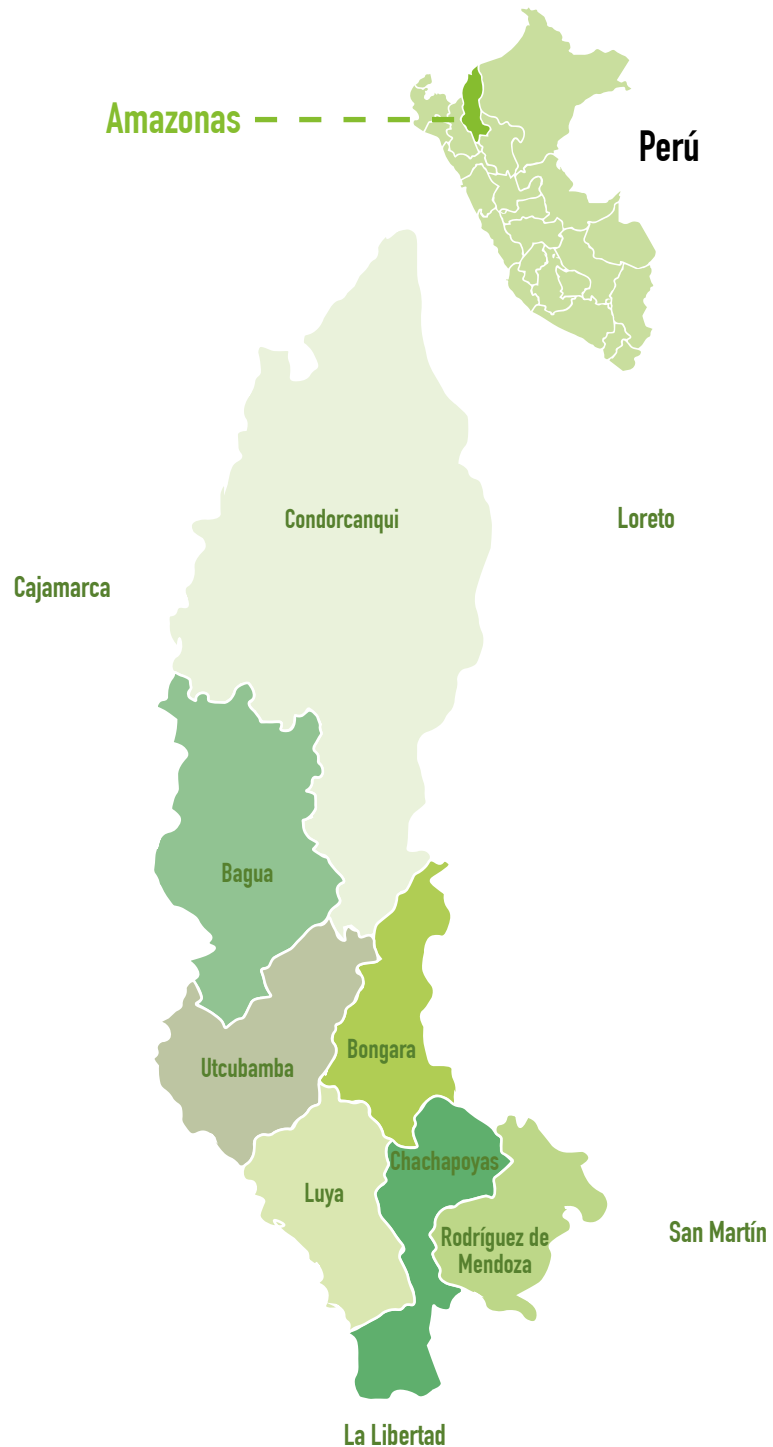 Amazonas
Perú
Condorcanqui
Loreto
Cajamarca
Bagua
Bongara
Utcubamba
Chachapoyas
Luya
San Martín
Rodríguez de
Mendoza
La Libertad